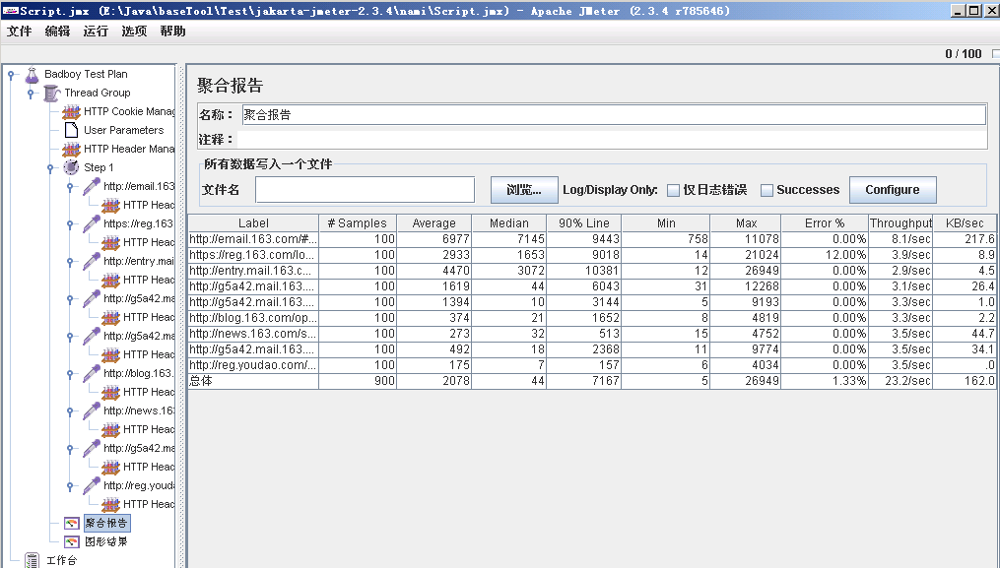 Script.jmx (E:\Java\baseTool\Test\jakarta-jmeter-2.3.4\nami\Script.jmx) - Apache JMeter (2.3.4 r785646)
文件 编辑 运行 选项 帮助
0 / 100
Badboy Test Plan
Thread Group
HTTP Cookie Manag
User Parameters
HTTP Header Mana
Step 1
http://email.163
HTTP Heac
https://reg.163
HTTP Heac
http://entry.mai
HTTP Heac
http://g5a42.ma
HTTP Heac
http://g5a42.ma
HTTP Heac
http://blog.163.
HTTP Heac
http://news.163
HTTP Heac
http://g5a42.ma
HTTP Heac
http://reg.youda
HTTP Heac
聚合报告
图形结果
工作台
聚合报告
名称： 聚合报告
注释：
所有数据写入一个文件
文件名 浏览... Log/Display Only: 仅日志错误 Successes Configure
Label # Samples Average Median 90% Line Min Max Error % Throughput KB/sec
http://email.163.com/#... 100 6977 7145 9443 758 11078 0.00% 8.1/sec 217.6
https://reg.163.com/lo... 100 2933 1653 9018 14 21024 12.00% 3.9/sec 8.9
http://entry.mail.163.c... 100 4470 3072 10381 12 26949 0.00% 2.9/sec 4.5
http://g5a42.mail.163.... 100 1619 44 6043 31 12268 0.00% 3.1/sec 26.4
http://g5a42.mail.163.... 100 1394 10 3144 5 9193 0.00% 3.3/sec 1.0
http://blog.163.com/op... 100 374 21 1652 8 4819 0.00% 3.3/sec 2.2
http://news.163.com/s... 100 273 32 513 15 4752 0.00% 3.5/sec 44.7
http://g5a42.mail.163.... 100 492 18 2368 11 9774 0.00% 3.5/sec 34.1
http://reg.youdao.com/... 100 175 7 157 6 4034 0.00% 3.5/sec .0
总体 900 2078 44 7167 5 26949 1.33% 23.2/sec 162.0